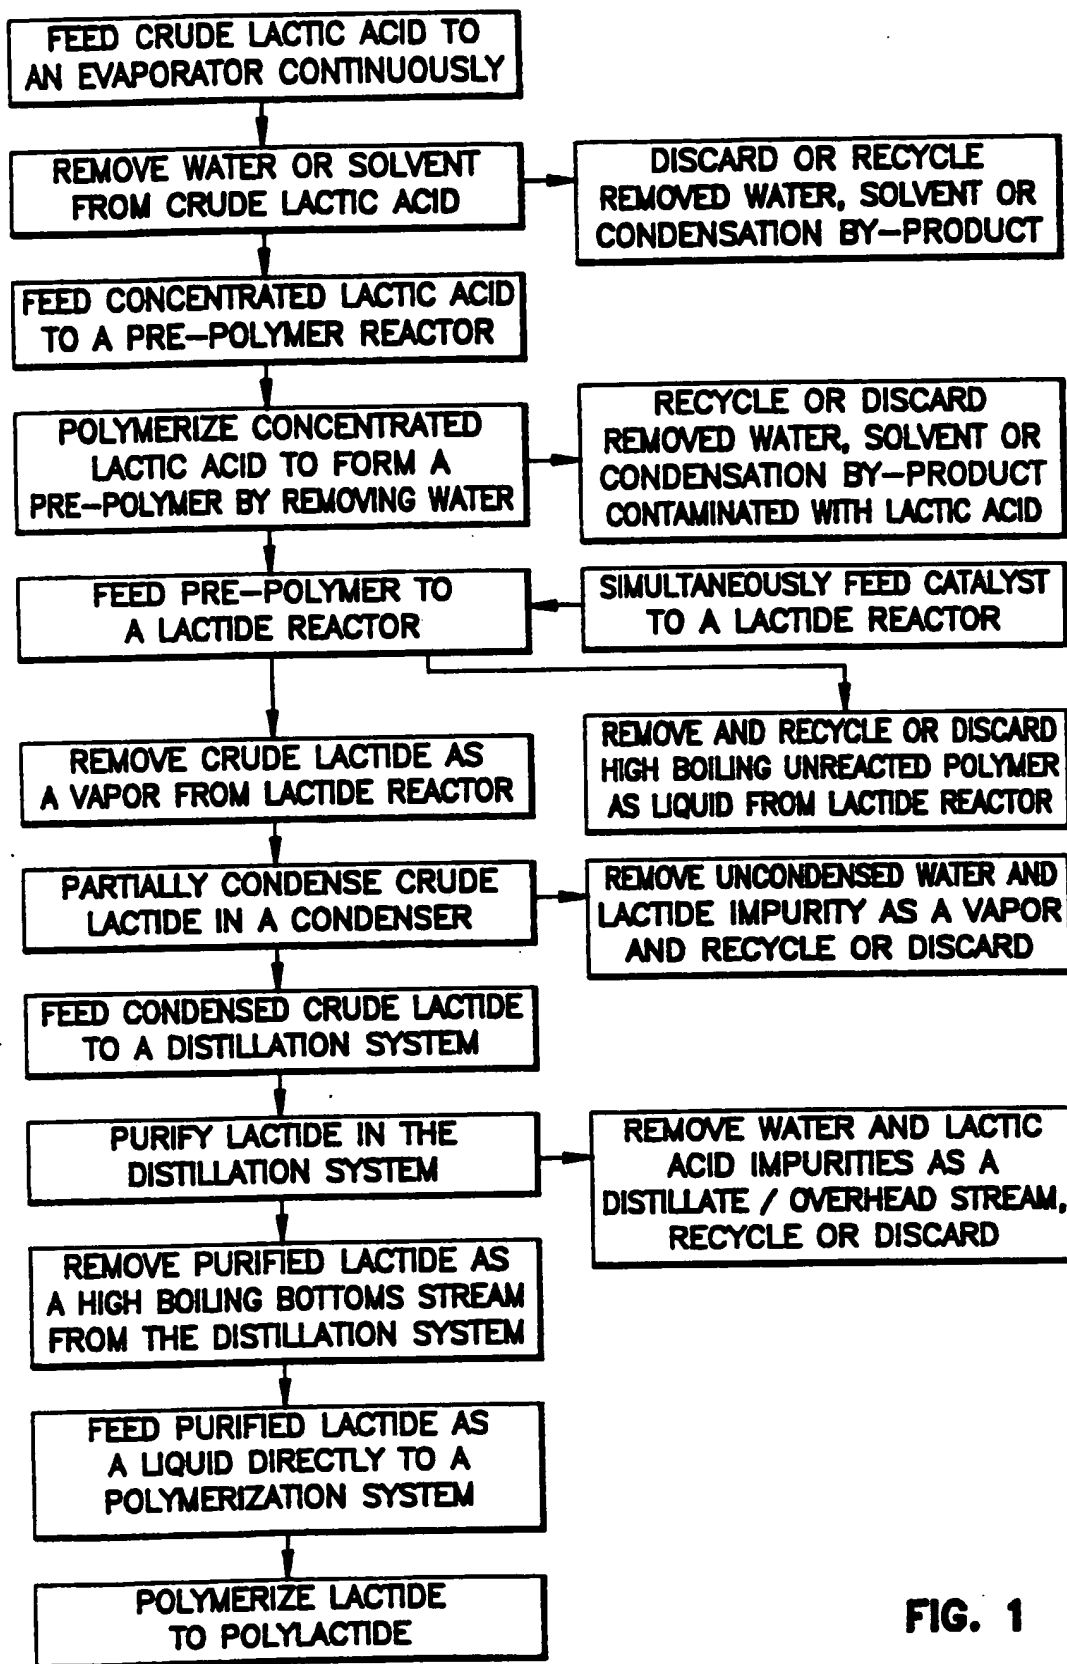 FEED CRUDE LACTIC ACID TO
AN EVAPORATOR CONTINUOUSLY
REMOVE WATER OR SOLVENT
FROM CRUDE LACTIC ACID
DISCARD OR RECYCLE
REMOVED WATER, SOLVENT OR
CONDENSATION BY-PRODUCT
FEED CONCENTRATED LACTIC ACID
TO A PRE-POLYMER REACTOR
POLYMERIZE CONCENTRATED
LACTIC ACID TO FORM A
PRE-POLYMER BY REMOVING WATER
RECYCLE OR DISCARD
REMOVED WATER, SOLVENT OR
CONDENSATION BY-PRODUCT
CONTAMINATED WITH LACTIC ACID
FEED PRE-POLYMER TO
A LACTIDE REACTOR
SIMULTANEOUSLY FEED CATALYST
TO A LACTIDE REACTOR
REMOVE CRUDE LACTIDE AS
A VAPOR FROM LACTIDE REACTOR
REMOVE AND RECYCLE OR DISCARD
HIGH BOILING UNREACTED POLYMER
AS LIQUID FROM LACTIDE REACTOR
PARTIALLY CONDENSE CRUDE
LACTIDE IN A CONDENSER
REMOVE UNCONDENSED WATER AND
LACTIDE IMPURITY AS A VAPOR
AND RECYCLE OR DISCARD
FEED CONDENSED CRUDE LACTIDE
TO A DISTILLATION SYSTEM
PURIFY LACTIDE IN THE
DISTILLATION SYSTEM
REMOVE WATER AND LACTIC
ACID IMPURITIES AS A
DISTILLATE / OVERHEAD STREAM,
RECYCLE OR DISCARD
REMOVE PURIFIED LACTIDE AS
A HIGH BOILING BOTTOMS STREAM
FROM THE DISTILLATION SYSTEM
FEED PURIFIED LACTIDE AS
A LIQUID DIRECTLY TO A
POLYMERIZATION SYSTEM
POLYMERIZE LACTIDE
TO POLYLACTIDE
FIG. 1